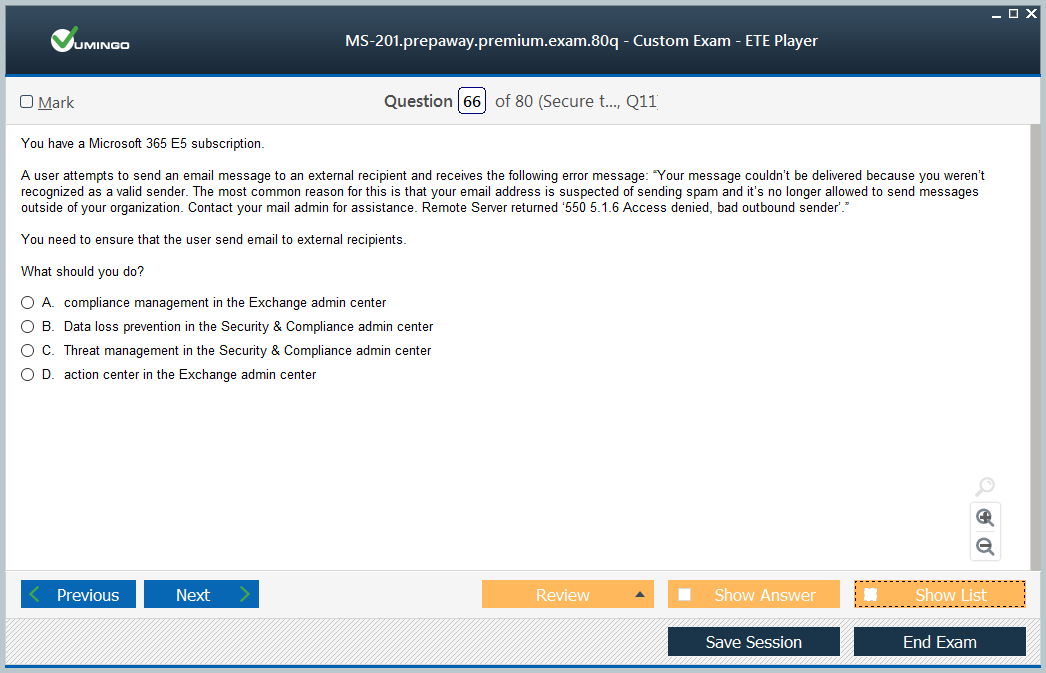 VUMINGO
MS-201.prepaway.premium.exam.80q - Custom Exam - ETE Player
Mark
Question 66 of 80 (Secure t..., Q11)
You have a Microsoft 365 E5 subscription.
A user attempts to send an email message to an external recipient and receives the following error message: “Your message couldn’t be delivered because you weren’t
recognized as a valid sender. The most common reason for this is that your email address is suspected of sending spam and it’s no longer allowed to send messages
outside of your organization. Contact your mail admin for assistance. Remote Server returned ‘550 5.1.6 Access denied, bad outbound sender’.”
You need to ensure that the user send email to external recipients.
What should you do?
A. compliance management in the Exchange admin center
B. Data loss prevention in the Security & Compliance admin center
C. Threat management in the Security & Compliance admin center
D. action center in the Exchange admin center
Previous
Next
Review
Show Answer
Show List
Save Session
End Exam